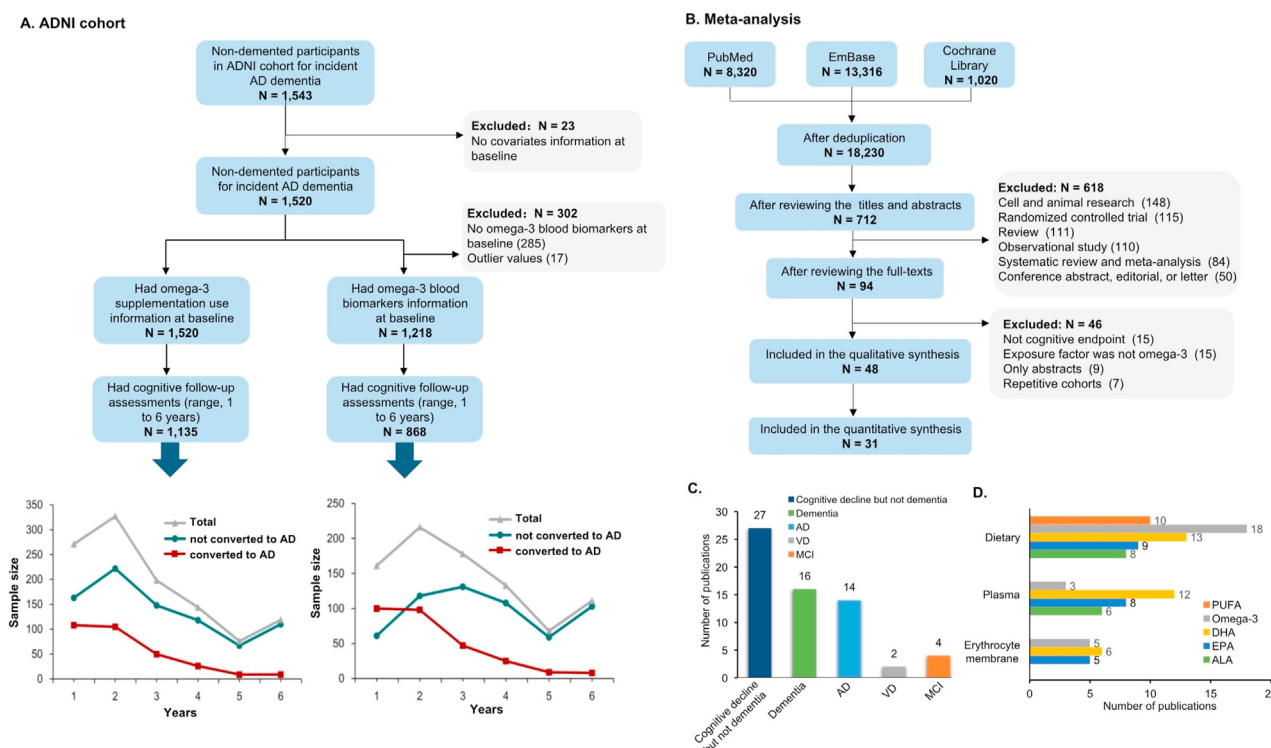 A. ADNI cohort
Non-demented participants
in ADNI cohort for incident
AD dementia
N = 1,543
Excluded: N = 23
No covariates information at
baseline
Non-demented participants
for incident AD dementia
N = 1,520
Excluded: N = 302
No omega-3 blood biomarkers at
baseline (285)
Outlier values (17)
Had omega-3
supplementation use
information at baseline
N = 1,520
Had omega-3 blood
biomarkers information
at baseline
N = 1,218
Had cognitive follow-up
assessments (range, 1
to 6 years)
N = 1,135
Had cognitive follow-up
assessments (range, 1
to 6 years)
N = 868
Sample size
350
300
250
200
150
100
50
0
1 2 3 4 5 6
Years
Total
not converted to AD
converted to AD
Sample size
250
200
150
100
50
0
1 2 3 4 5 6
Years
Total
not converted to AD
converted to AD
B. Meta-analysis
PubMed
N = 8,320
EmBase
N = 13,316
Cochrane
Library
N = 1,020
After deduplication
N = 18,230
After reviewing the titles and abstracts
N = 712
Excluded: N = 618
Cell and animal research (148)
Randomized controlled trial (115)
Review (111)
Observational study (110)
Systematic review and meta-analysis (84)
Conference abstract, editorial, or letter (50)
After reviewing the full-texts
N = 94
Excluded: N = 46
Not cognitive endpoint (15)
Exposure factor was not omega-3 (15)
Only abstracts (9)
Repetitive cohorts (7)
Included in the qualitative synthesis
N = 48
Included in the quantitative synthesis
N = 31
C.
Cognitive decline but not dementia
Dementia
AD
VD
MCI
Number of publications
30
25
20
15
10
5
0
27
16
14
2
4
Cognitive decline
but not dementia
Dementia
AD
VD
MCI
D.
Dietary
10
18
13
9
8
Plasma
3
12
8
6
Erythrocyte
membrane
5
6
5
PUFA
Omega-3
DHA
EPA
ALA
0 5 10 15 2
Number of publications